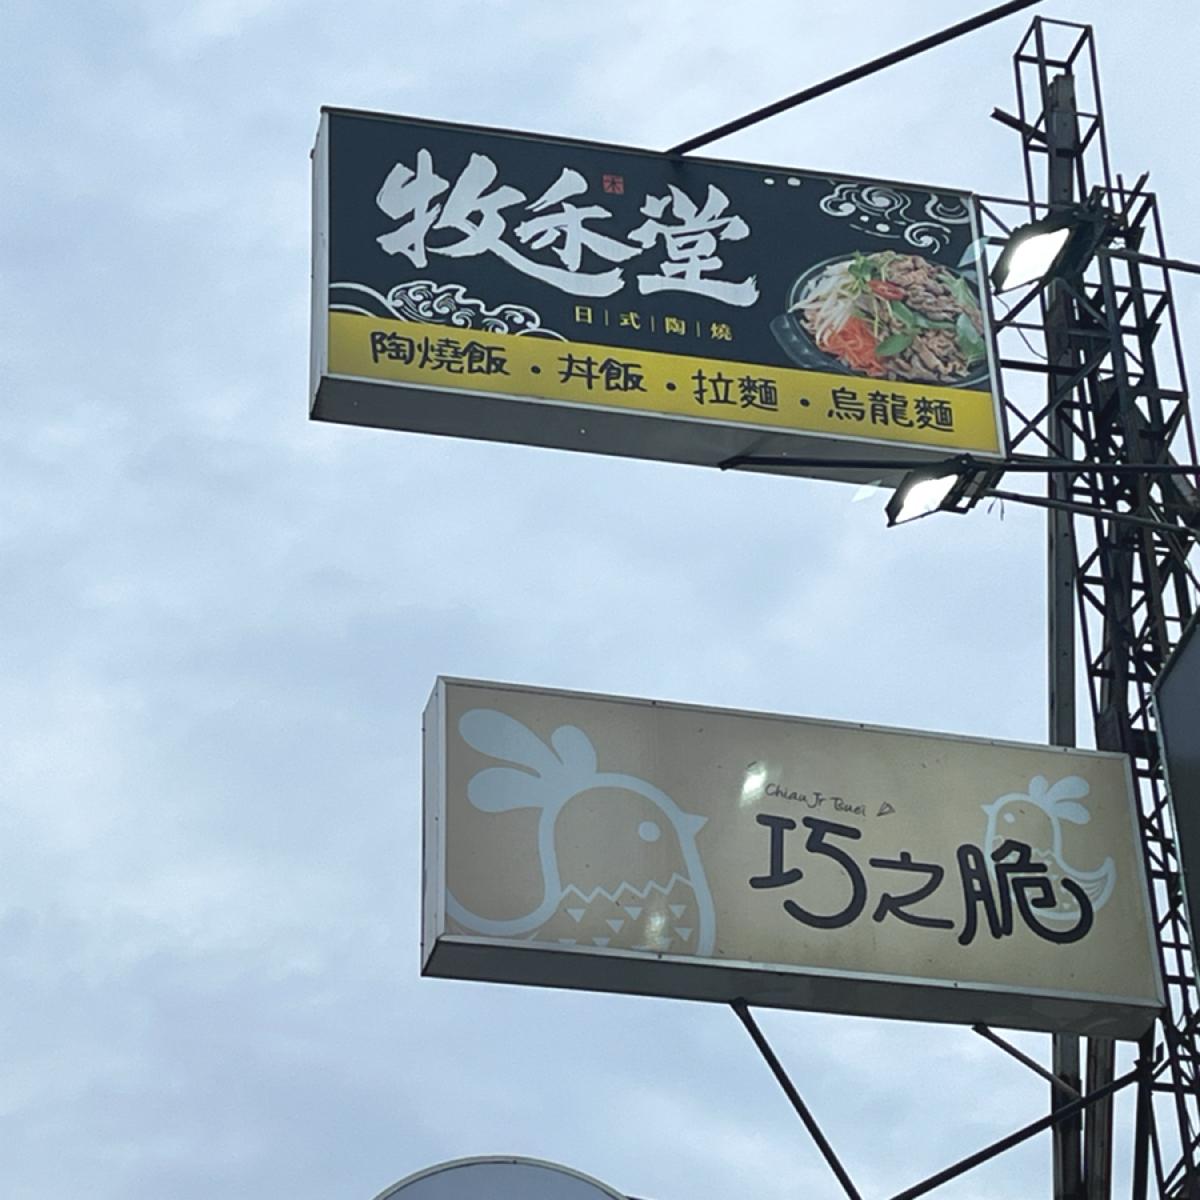 牧禾堂
日|式|陶|燒
陶燒飯・丼飯・拉麵・烏龍麵
Chiau Jr Tsuei
巧之脆